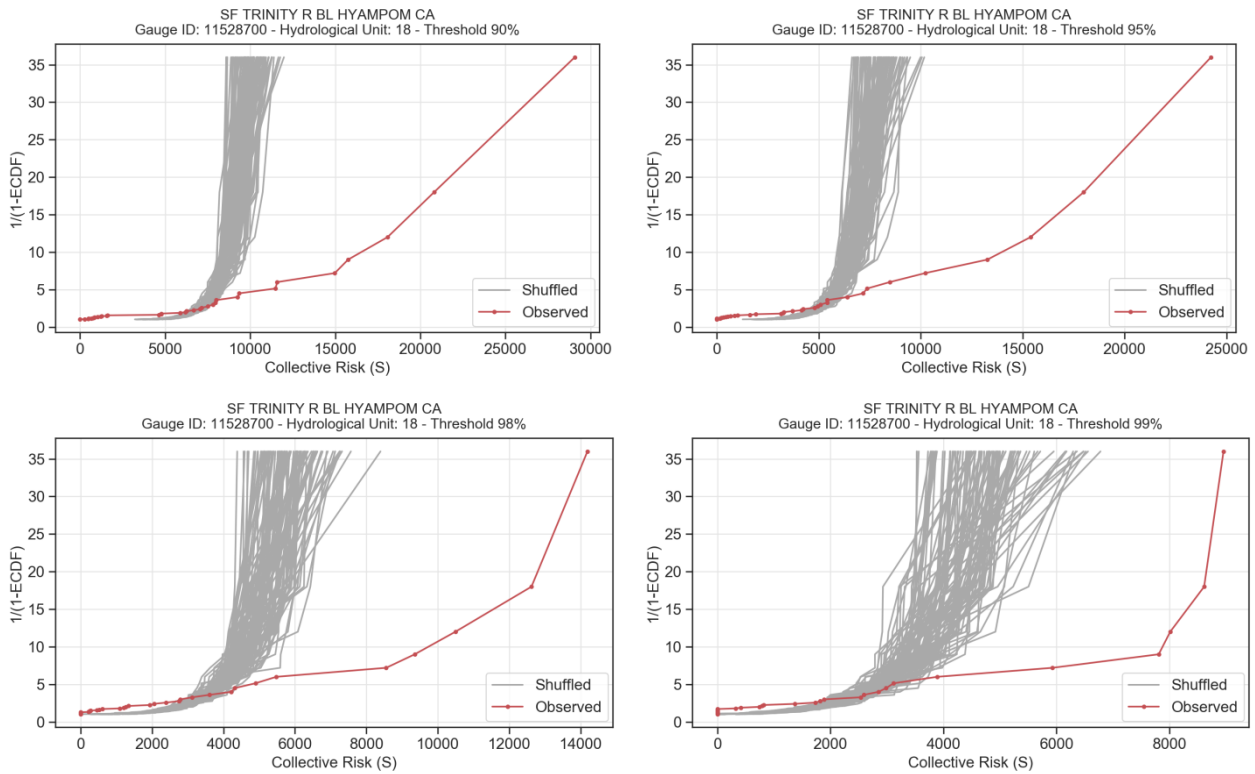 SF TRINITY R BL HYAMPOM CA
Gauge ID: 11528700 - Hydrological Unit: 18 - Threshold 90%
35
30
25
20
15
10
5
0
1/(1-ECDF)
Shuffled
Observed
0 5000 10000 15000 20000 25000 30000
Collective Risk (S)
SF TRINITY R BL HYAMPOM CA
Gauge ID: 11528700 - Hydrological Unit: 18 - Threshold 95%
35
30
25
20
15
10
5
0
1/(1-ECDF)
Shuffled
Observed
0 5000 10000 15000 20000 25000
Collective Risk (S)
SF TRINITY R BL HYAMPOM CA
Gauge ID: 11528700 - Hydrological Unit: 18 - Threshold 98%
35
30
25
20
15
10
5
0
1/(1-ECDF)
Shuffled
Observed
0 2000 4000 6000 8000 10000 12000 14000
Collective Risk (S)
SF TRINITY R BL HYAMPOM CA
Gauge ID: 11528700 - Hydrological Unit: 18 - Threshold 99%
35
30
25
20
15
10
5
0
1/(1-ECDF)
Shuffled
Observed
0 2000 4000 6000 8000
Collective Risk (S)